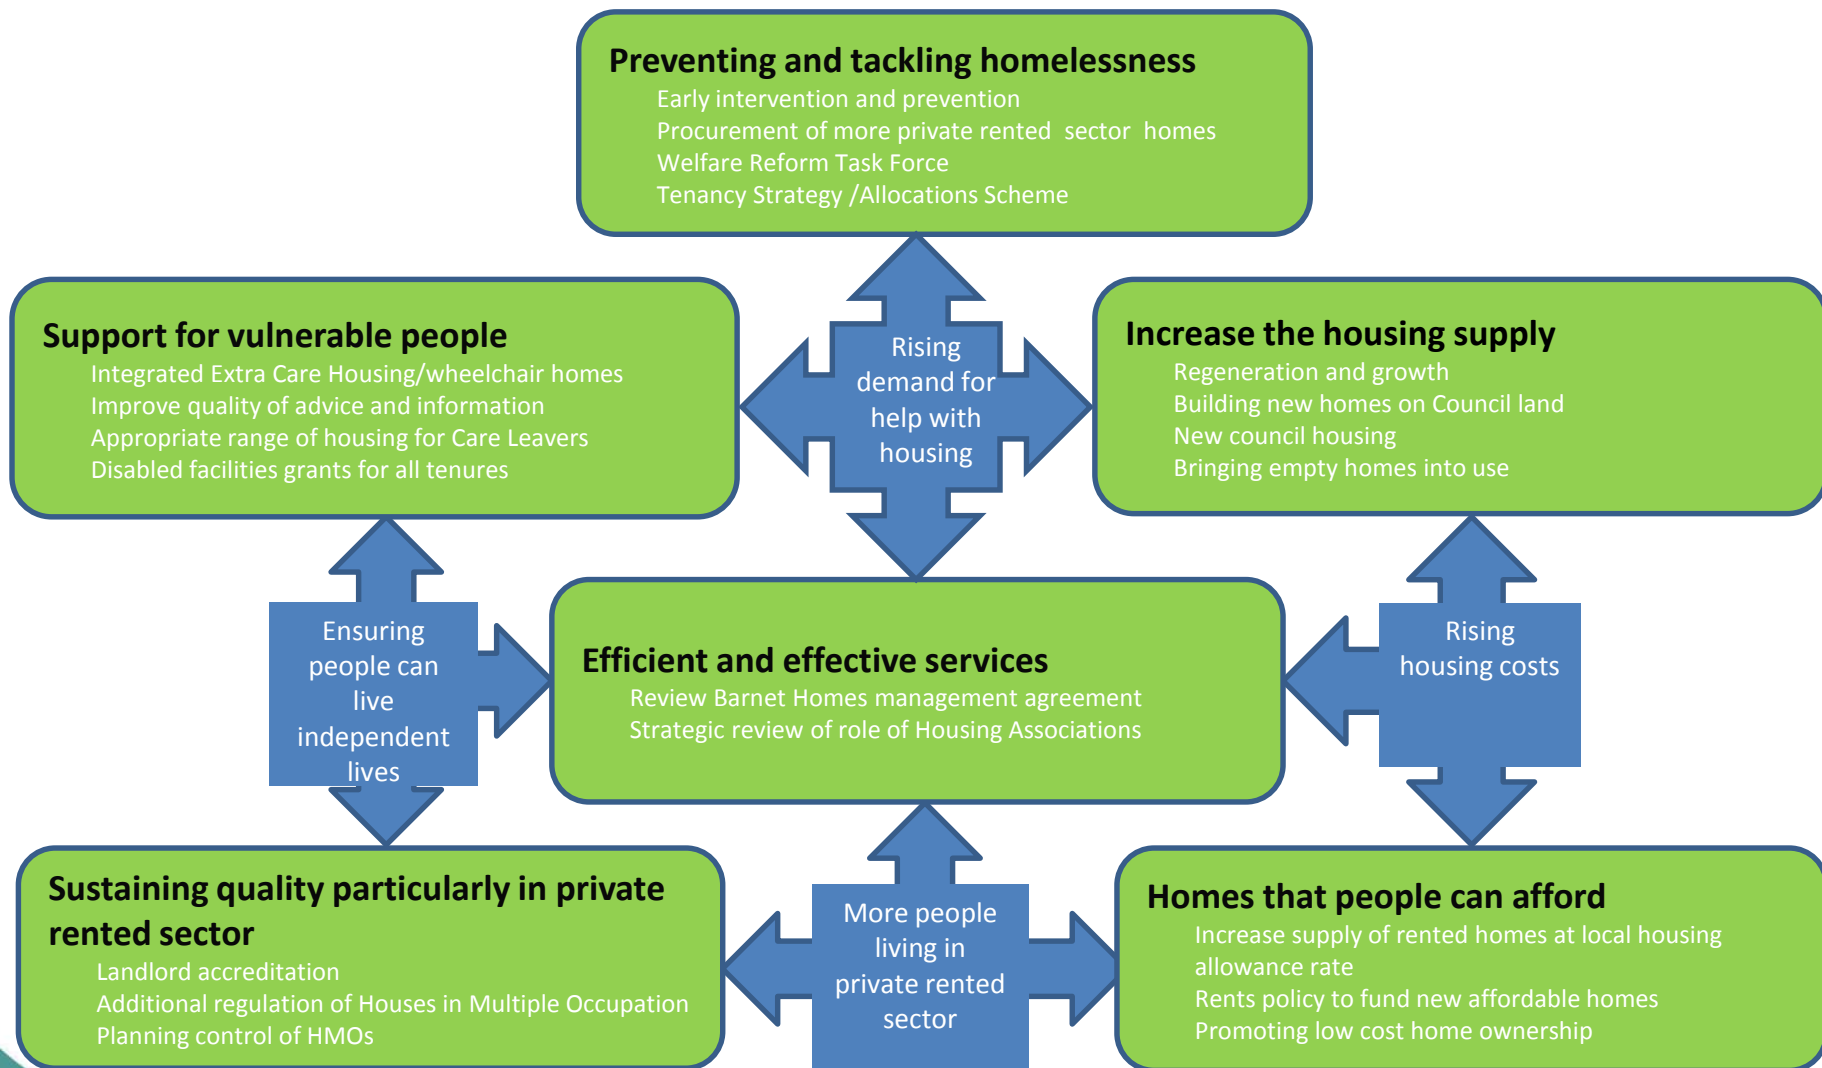 Preventing and tackling homelessness
Early intervention and prevention
Procurement of more private rented sector homes
Welfare Reform Task Force
Tenancy Strategy /Allocations Scheme
Support for vulnerable people
Integrated Extra Care Housing/wheelchair homes
Improve quality of advice and information
Appropriate range of housing for Care Leavers
Disabled facilities grants for all tenures
Rising
demand for
help with
housing
Increase the housing supply
Regeneration and growth
Building new homes on Council land
New council housing
Bringing empty homes into use
Ensuring
people can
live
independent
lives
Efficient and effective services
Review Barnet Homes management agreement
Strategic review of role of Housing Associations
Rising
housing costs
Sustaining quality particularly in private
rented sector
Landlord accreditation
Additional regulation of Houses in Multiple Occupation
Planning control of HMOs
More people
living in
private rented
sector
Homes that people can afford
Increase supply of rented homes at local housing
allowance rate
Rents policy to fund new affordable homes
Promoting low cost home ownership